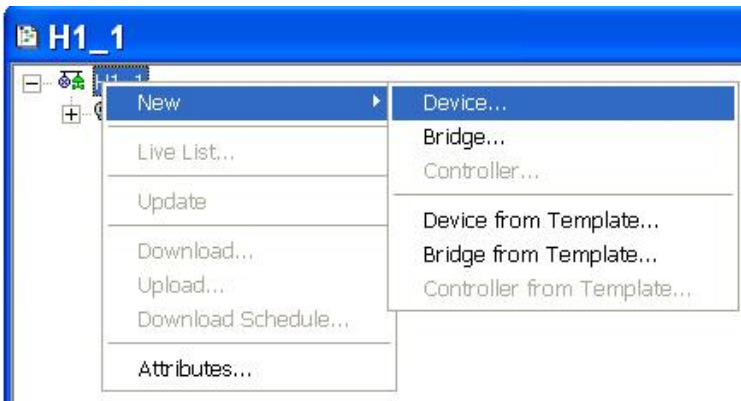 H1_1
H1_1
New
Live List...
Update
Download...
Upload...
Download Schedule...
Attributes...
Device...
Bridge...
Controller...
Device from Template...
Bridge from Template...
Controller from Template...